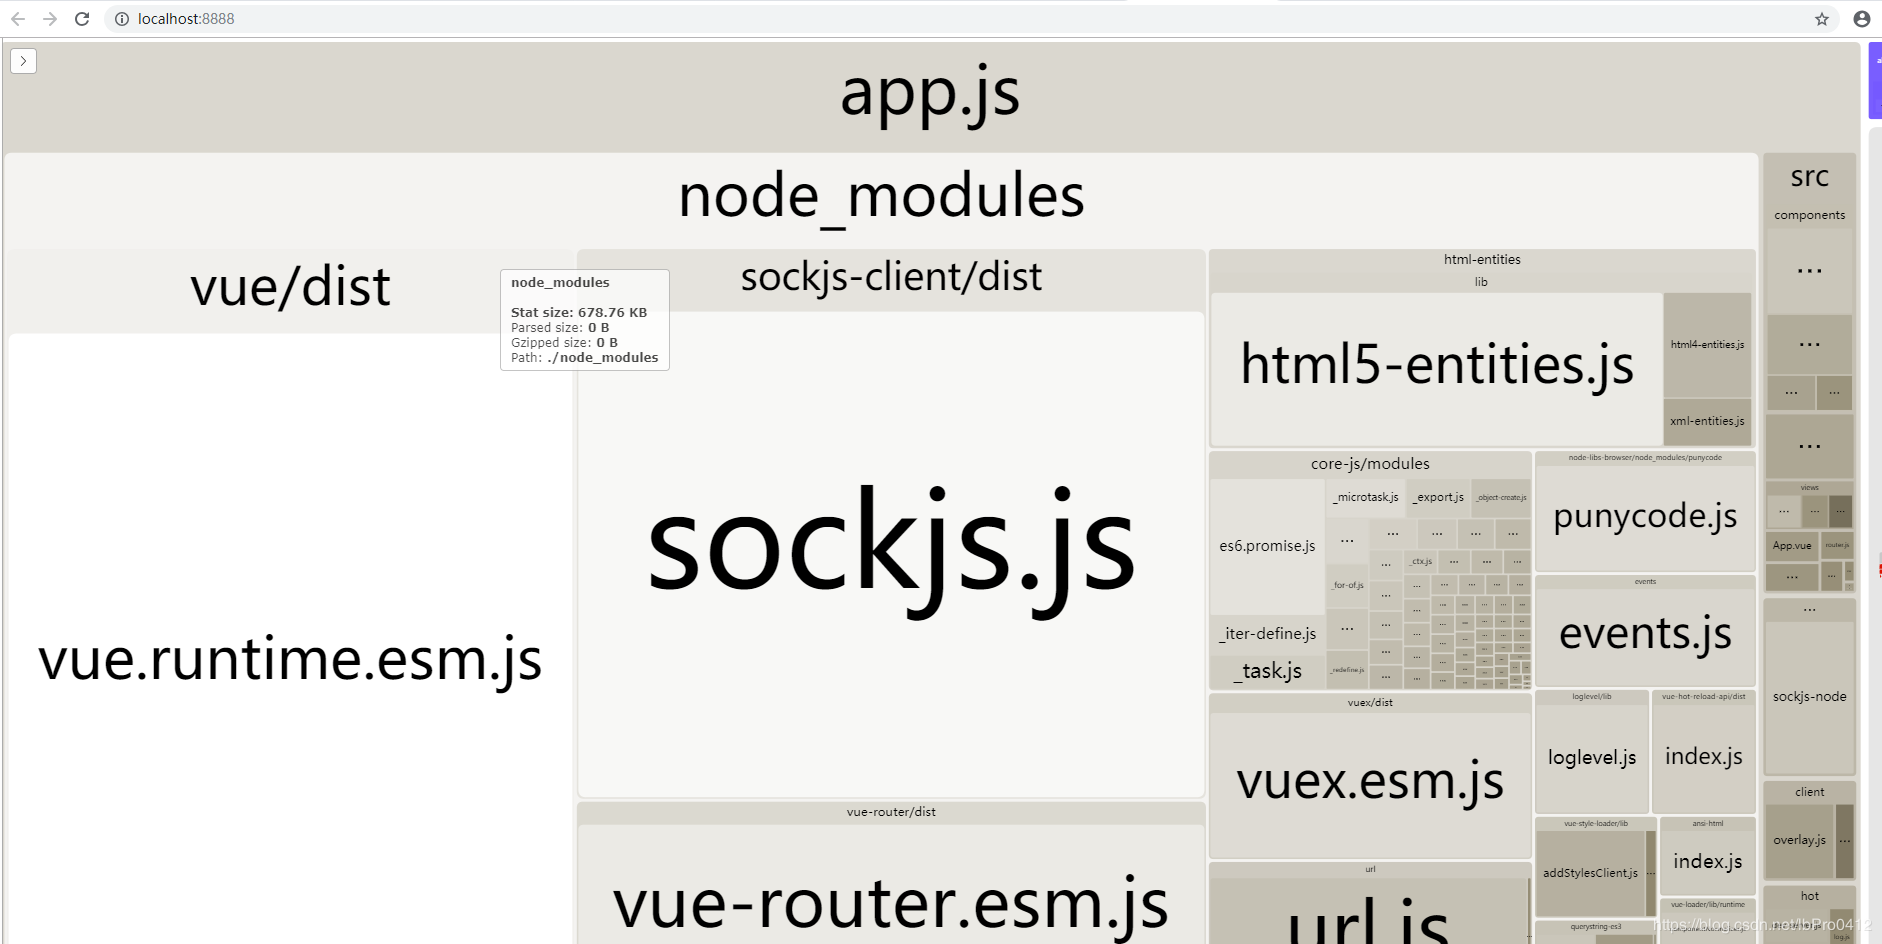 localhost:8888
app.js
node_modules
src
components
vue/dist
sockjs-client/dist
html-entities
lib
node_modules
Stat size: 678.76 KB
Parsed size: 0 B
Gzipped size: 0 B
Path: ./node_modules
html5-entities.js
html4-entities.js
xml-entities.js
...
...
... ...
...
core-js/modules
_microtask.js
_export.js
_object-create.js
es6.promise.js
_ctx.js
_for-of.js
_iter-define.js
_task.js
_redefine.js
node-libs-browser/node_modules/punycode
punycode.js
events
events.js
views
... ... ...
App.vue
router.js
...
sockjs-node
sockjs.js
vue.runtime.esm.js
vuex/dist
vuex.esm.js
loglevel/lib
loglevel.js
vue-hot-reload-api/dist
index.js
client
overlay.js
...
vue-router/dist
vue-router.esm.js
url
url.js
vue-style-loader/lib
addStylesClient.js
ansi-html
index.js
vue-loader/lib/runtime
querystring-es3
hot
log.js
https://blog.csdn.net/lbPro0412